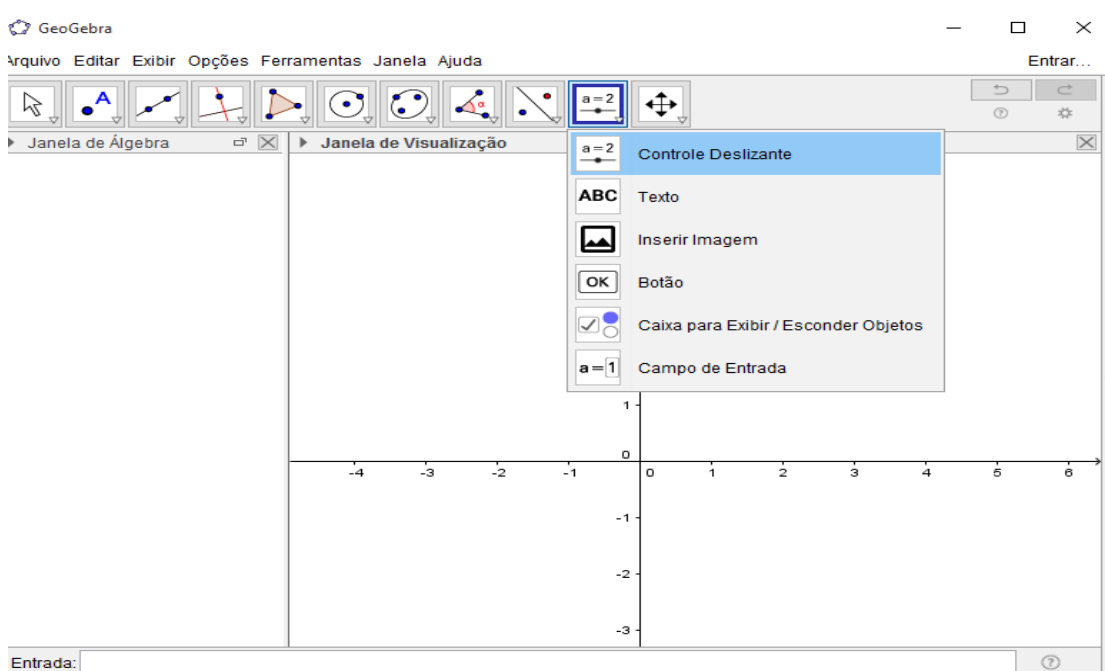 GeoGebra
Arquivo Editar Exibir Opções Ferramentas Janela Ajuda Entrar...
A α a=2
Janela de Álgebra Janela de Visualização
a=2 Controle Deslizante
ABC Texto
Inserir Imagem
OK Botão
Caixa para Exibir / Esconder Objetos
a=1 Campo de Entrada
1
0
-4 -3 -2 -1 0 1 2 3 4 5 6
-1
-2
-3
Entrada: